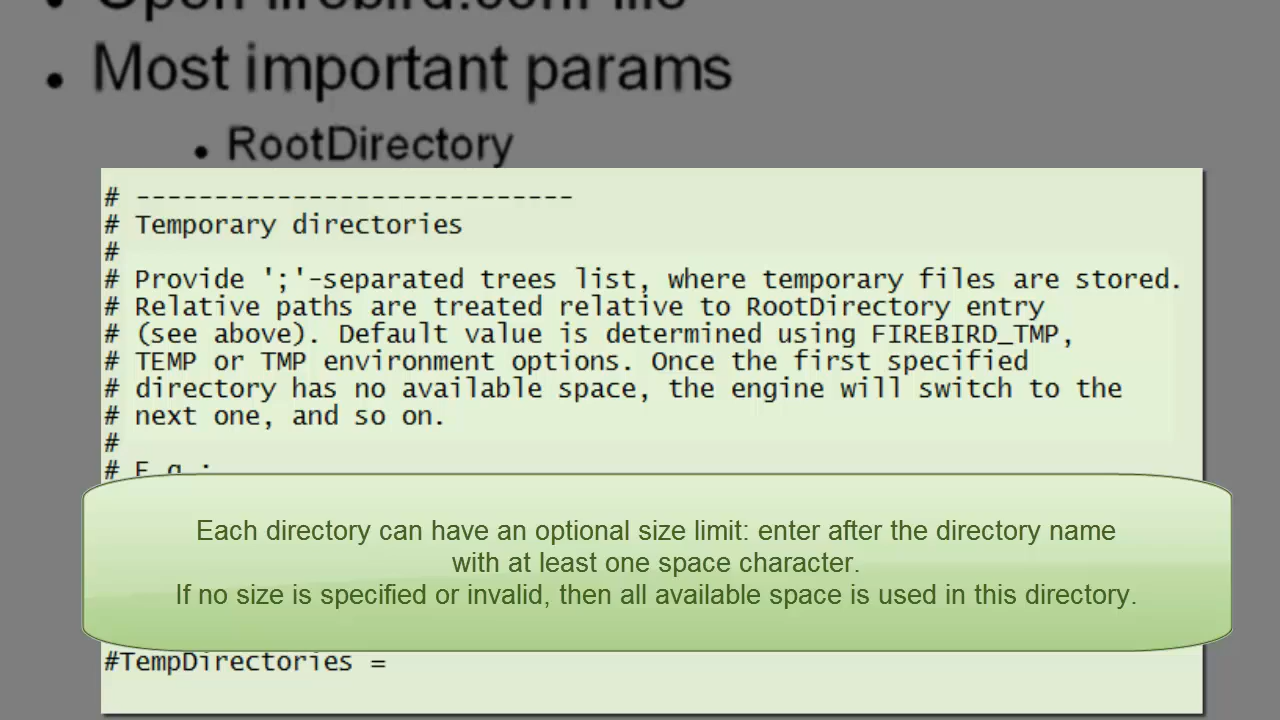 • Open firebird.conf file
• Most important params
• RootDirectory
# ----------------------------
# Temporary directories
#
# Provide ';'-separated trees list, where temporary files are stored.
# Relative paths are treated relative to RootDirectory entry
# (see above). Default value is determined using FIREBIRD_TMP,
# TEMP or TMP environment options. Once the first specified
# directory has no available space, the engine will switch to the
# next one, and so on.
#
# E.g.:
Each directory can have an optional size limit: enter after the directory name
with at least one space character.
If no size is specified or invalid, then all available space is used in this directory.
#TempDirectories =